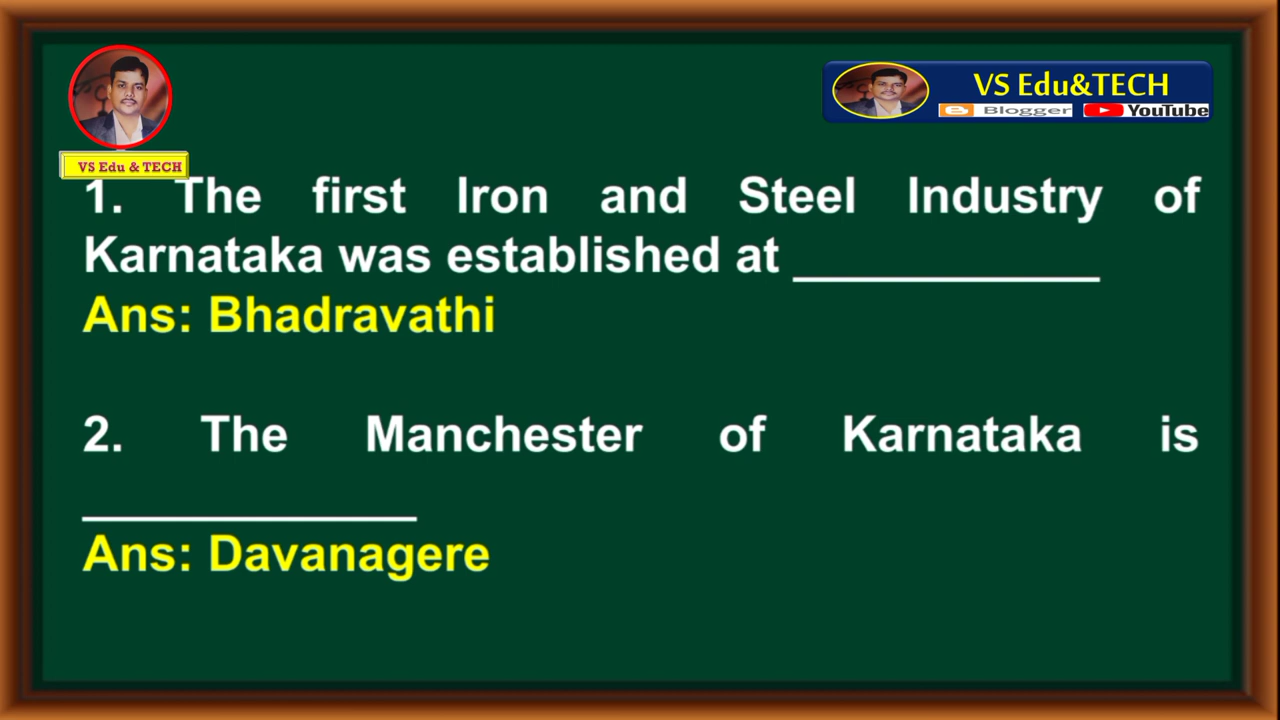 VS Edu&TECH
Blogger YouTube
VS Edu & TECH
1. The first Iron and Steel Industry of
Karnataka was established at ___________
Ans: Bhadravathi
2. The Manchester of Karnataka is
____________
Ans: Davanagere